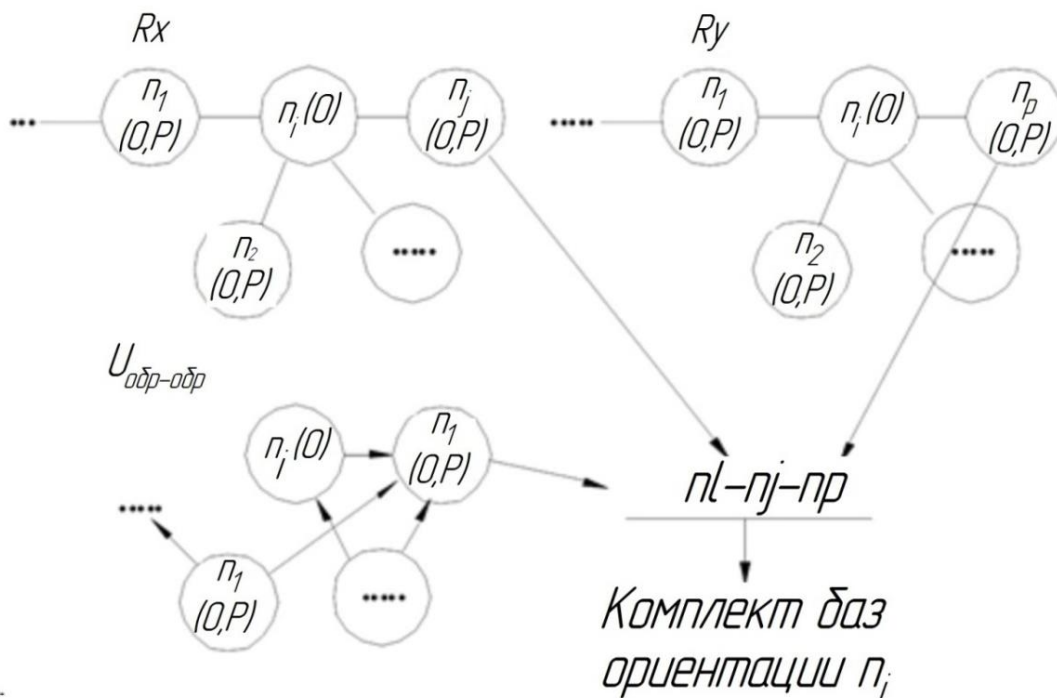 Rx
n1
(O,P)
ni(O)
nj
(O,P)
n2
(O,P)
Ry
n1
(O,P)
ni(O)
np
(O,P)
n2
(O,P)
Uобр-обр
ni(O)
n1
(O,P)
n1
(O,P)
nl-nj-np
Комплект баз
ориентации ni